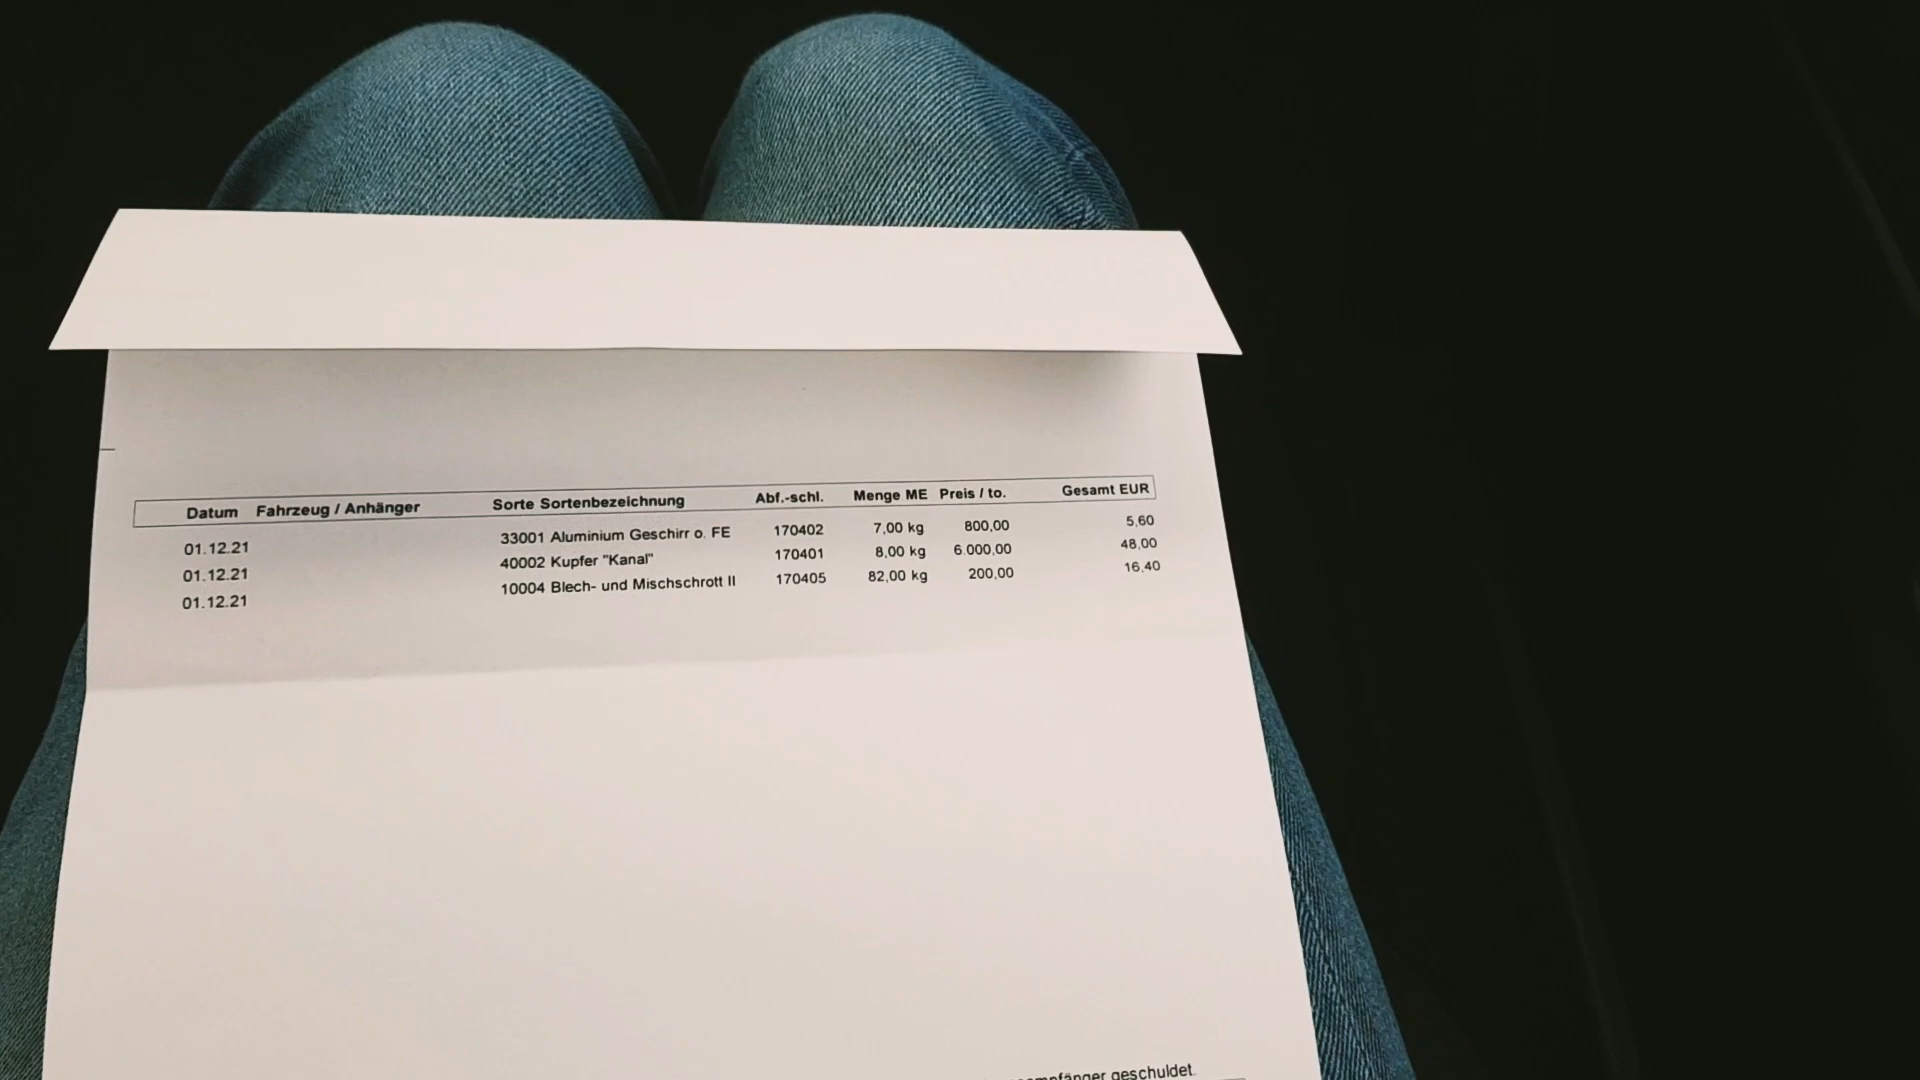 Datum Fahrzeug / Anhänger Sorte Sortenbezeichnung Abf.-schl. Menge ME Preis / to. Gesamt EUR
01.12.21 33001 Aluminium Geschirr o. FE 170402 7,00 kg 800,00 5,60
01.12.21 40002 Kupfer "Kanal" 170401 8,00 kg 6.000,00 48,00
01.12.21 10004 Blech- und Mischschrott II 170405 82,00 kg 200,00 16,40
geschuldet.